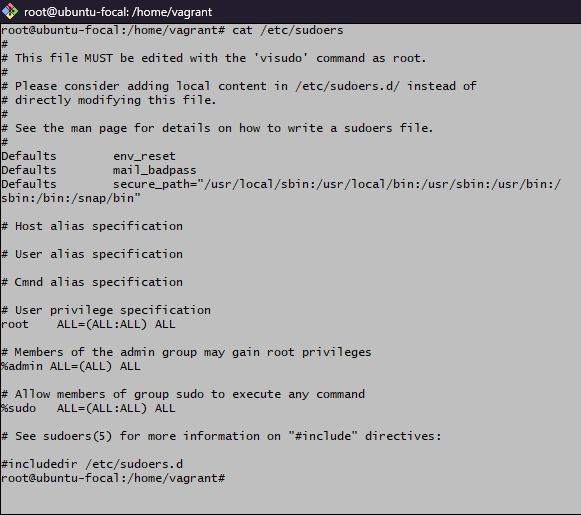 root@ubuntu-focal: /home/vagrant
root@ubuntu-focal:/home/vagrant# cat /etc/sudoers
#
# This file MUST be edited with the 'visudo' command as root.
#
# Please consider adding local content in /etc/sudoers.d/ instead of
# directly modifying this file.
#
# See the man page for details on how to write a sudoers file.
#
Defaults        env_reset
Defaults        mail_badpass
Defaults        secure_path="/usr/local/sbin:/usr/local/bin:/usr/sbin:/usr/bin:/
sbin:/bin:/snap/bin"

# Host alias specification

# User alias specification

# Cmnd alias specification

# User privilege specification
root    ALL=(ALL:ALL) ALL

# Members of the admin group may gain root privileges
%admin ALL=(ALL) ALL

# Allow members of group sudo to execute any command
%sudo   ALL=(ALL:ALL) ALL

# See sudoers(5) for more information on "#include" directives:

#includedir /etc/sudoers.d
root@ubuntu-focal:/home/vagrant#